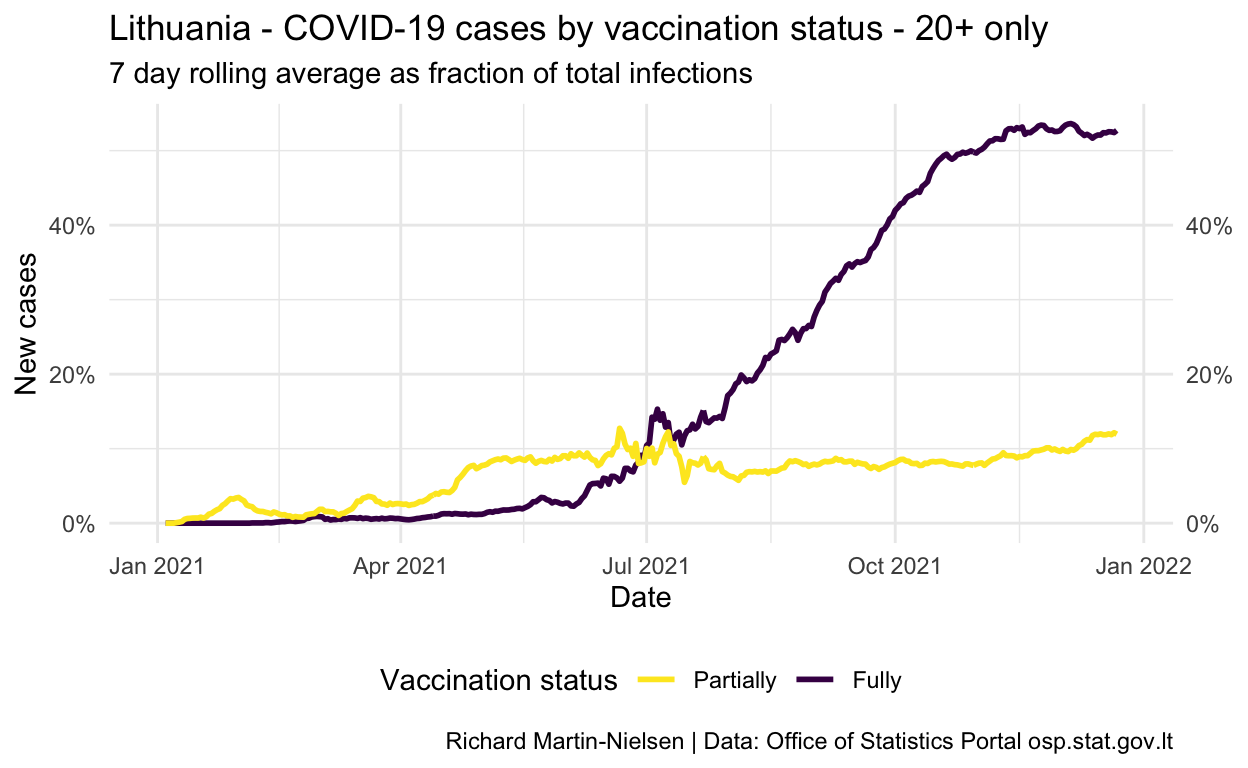 Lithuania - COVID-19 cases by vaccination status - 20+ only
7 day rolling average as fraction of total infections
New cases
40%
40%
20%
20%
0%
0%
Jan 2021
Apr 2021
Jul 2021
Oct 2021
Jan 2022
Date
Vaccination status
Partially
Fully
Richard Martin-Nielsen | Data: Office of Statistics Portal osp.stat.gov.lt